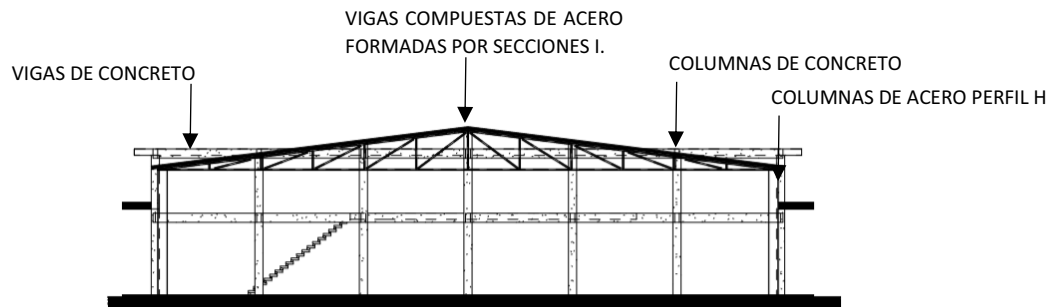 VIGAS COMPUESTAS DE ACERO
FORMADAS POR SECCIONES I.
VIGAS DE CONCRETO
COLUMNAS DE CONCRETO
COLUMNAS DE ACERO PERFIL H